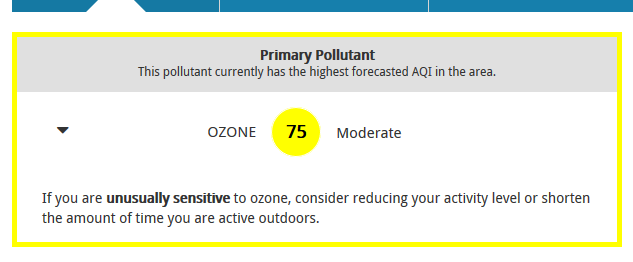 Primary Pollutant
This pollutant currently has the highest forecasted AQI in the area.
OZONE 75 Moderate
If you are unusually sensitive to ozone, consider reducing your activity level or shorten
the amount of time you are active outdoors.